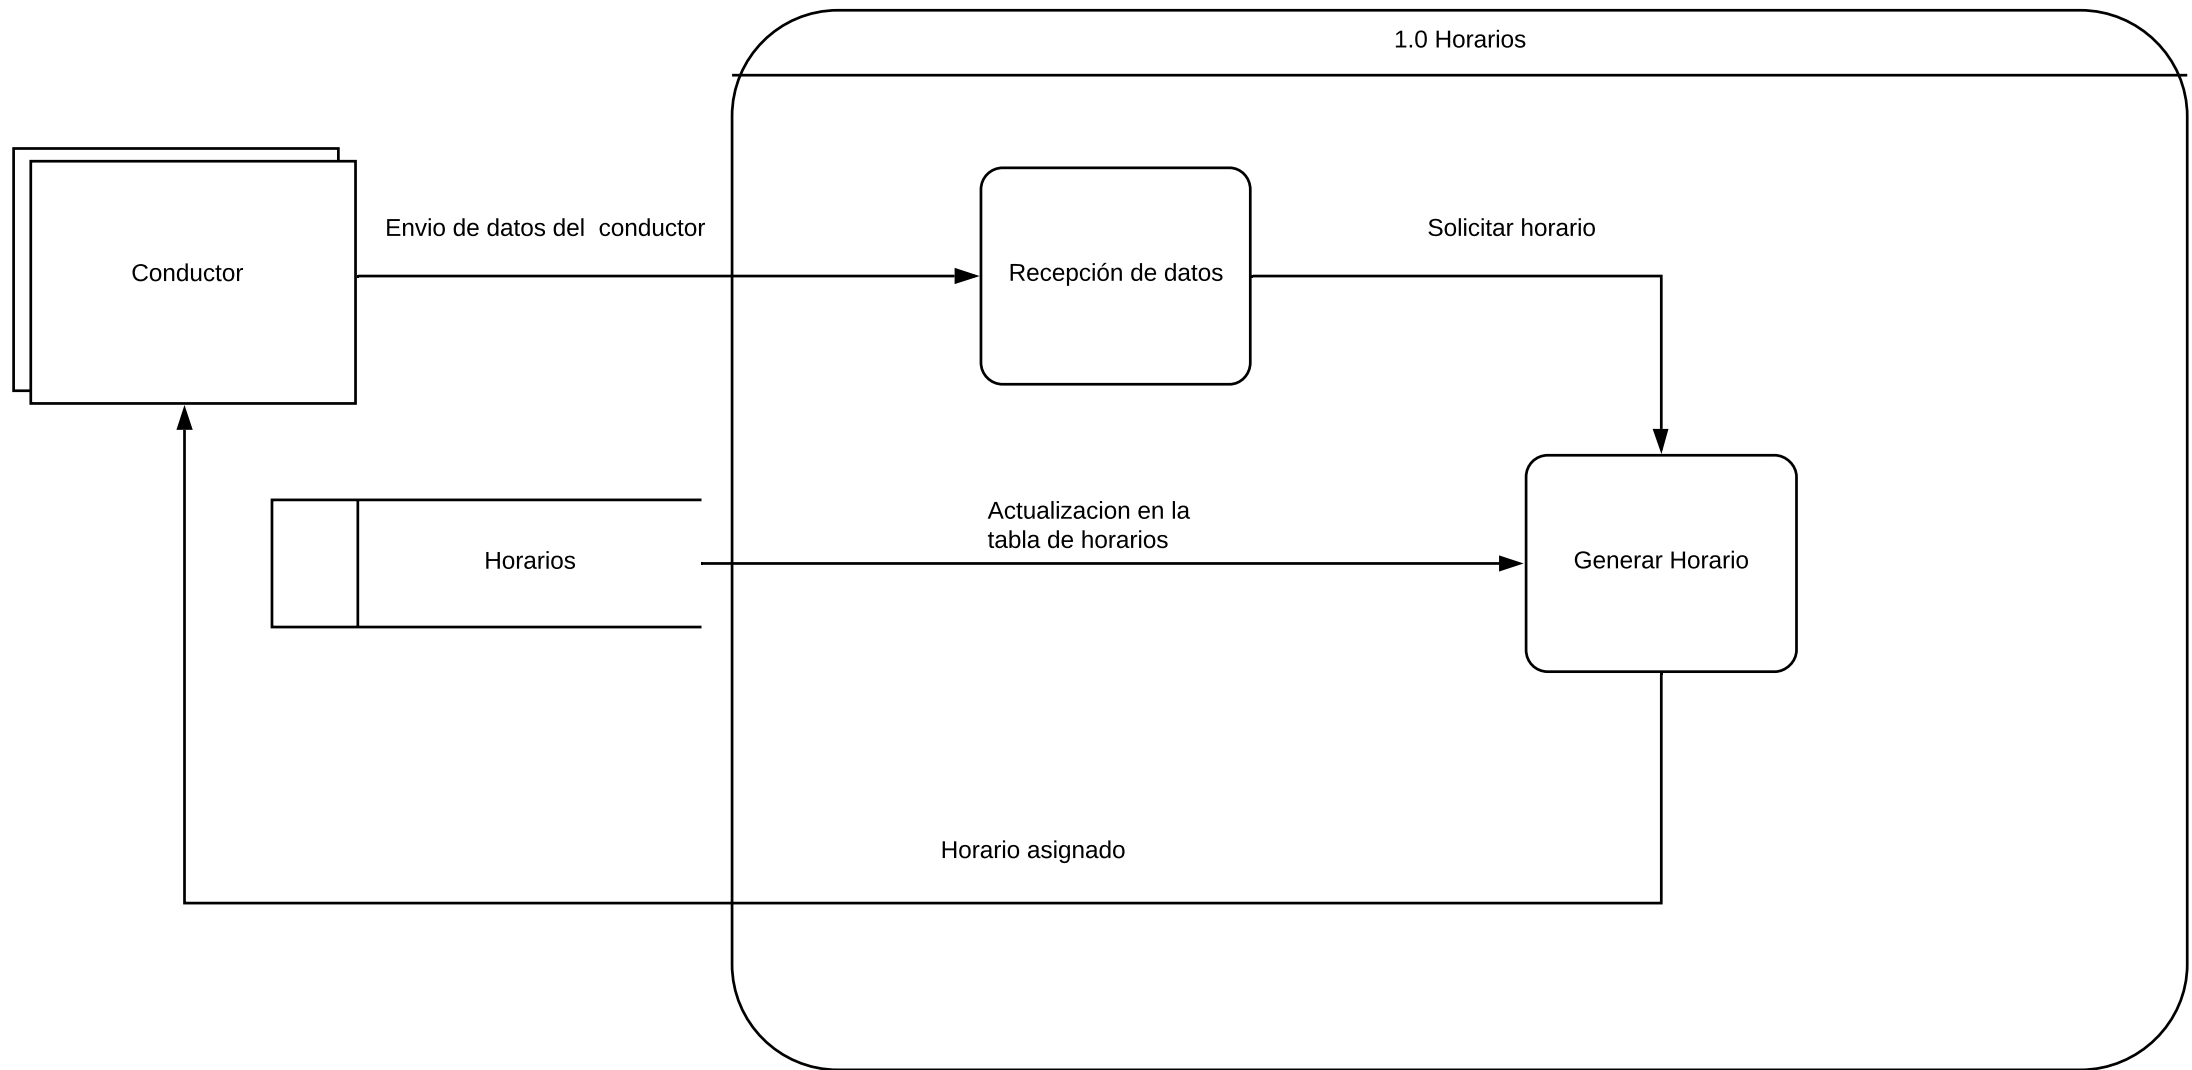 1.0 Horarios
Envio de datos del  conductor
Solicitar horario
Conductor
Recepción de datos
Actualizacion en la
tabla de horarios
Horarios
Generar Horario
Horario asignado